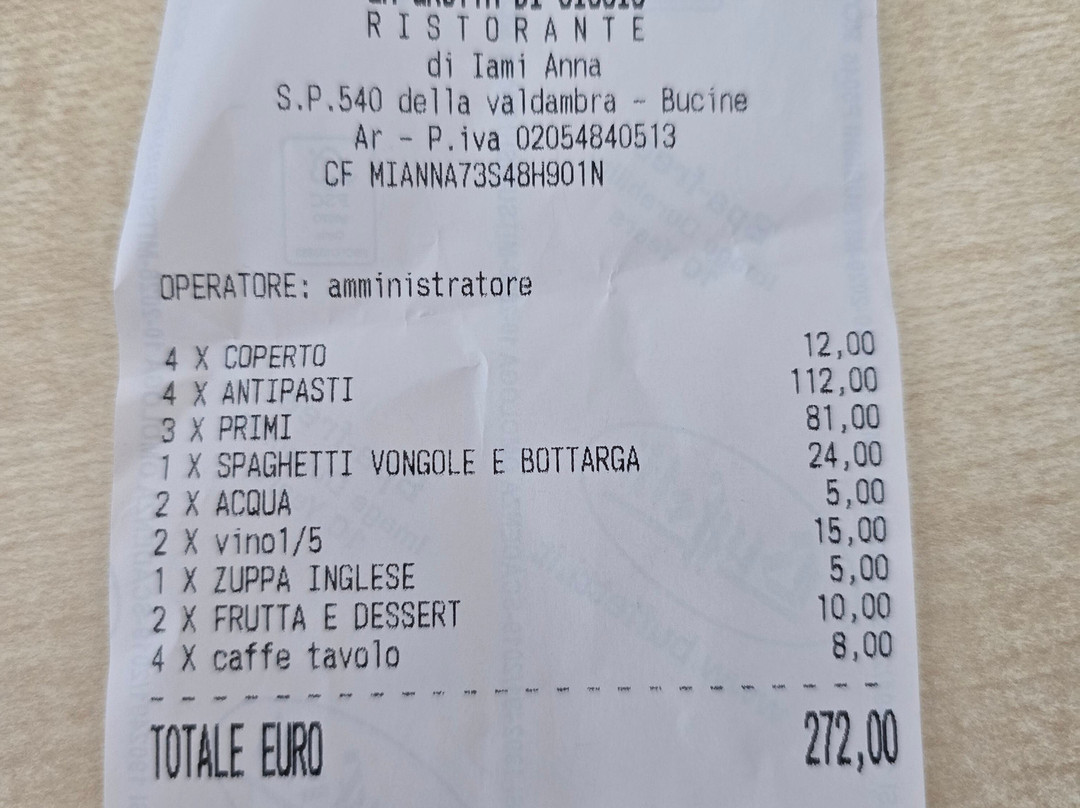 RISTORANTE
di Iami Anna
S.P.540 della valdambra - Bucine
Ar - P.iva 02054840513
CF MIANNA73S48H901N
OPERATORE: amministratore
4 X COPERTO 12,00
4 X ANTIPASTI 112,00
3 X PRIMI 81,00
1 X SPAGHETTI VONGOLE E BOTTARGA 24,00
2 X ACQUA 5,00
2 X vino1/5 15,00
1 X ZUPPA INGLESE 5,00
2 X FRUTTA E DESSERT 10,00
4 X caffe tavolo 8,00
TOTALE EURO 272,00